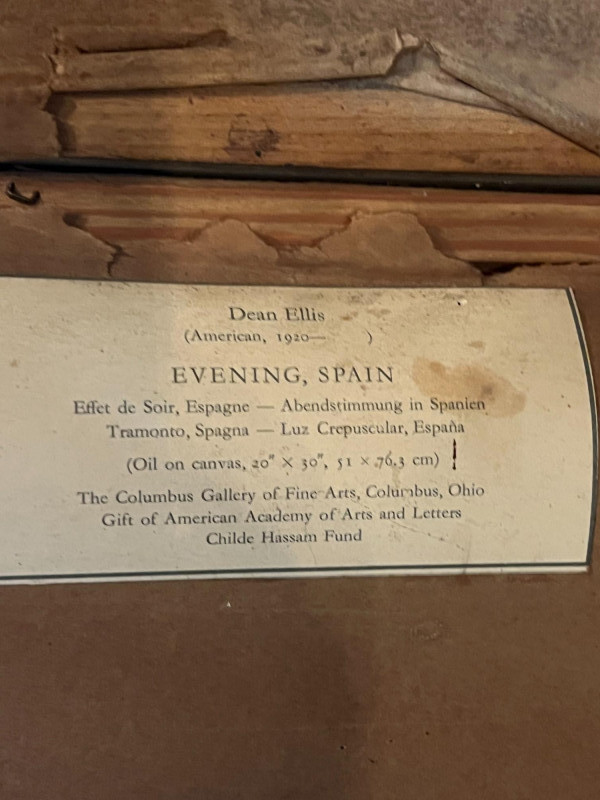 Dean Ellis
(American, 1920— )
EVENING, SPAIN
Effet de Soir, Espagne — Abendstimmung in Spanien
Tramonto, Spagna — Luz Crepuscular, España
(Oil on canvas, 20" × 30", 51 × 76.3 cm)
The Columbus Gallery of Fine Arts, Columbus, Ohio
Gift of American Academy of Arts and Letters
Childe Hassam Fund